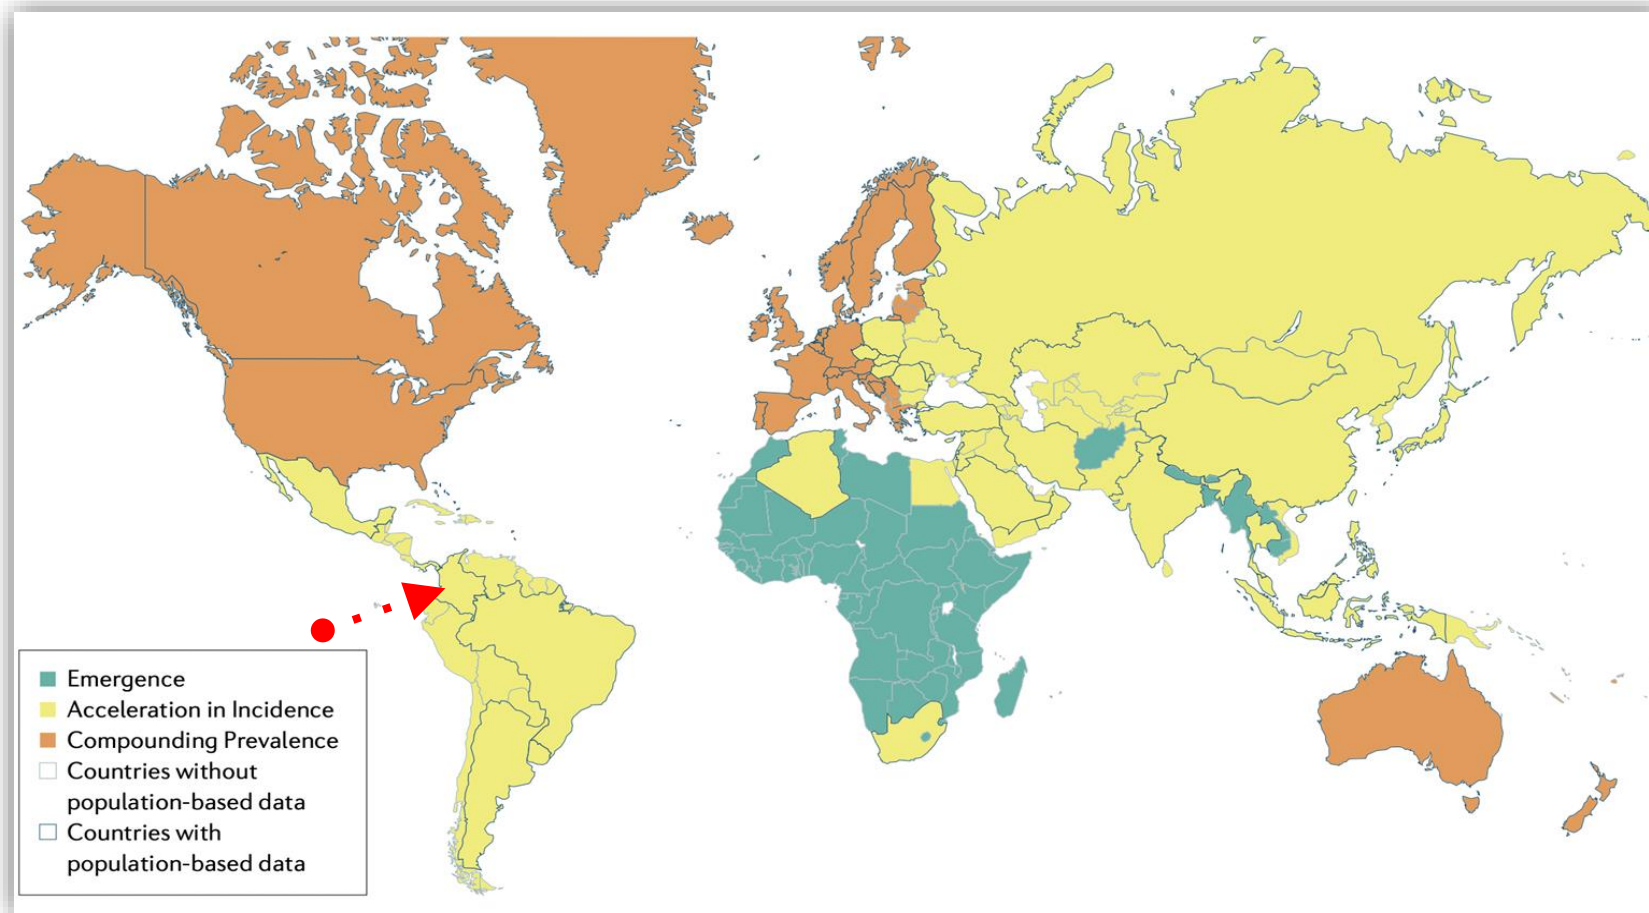 Emergence
Acceleration in Incidence
Compounding Prevalence
Countries without
population-based data
Countries with
population-based data